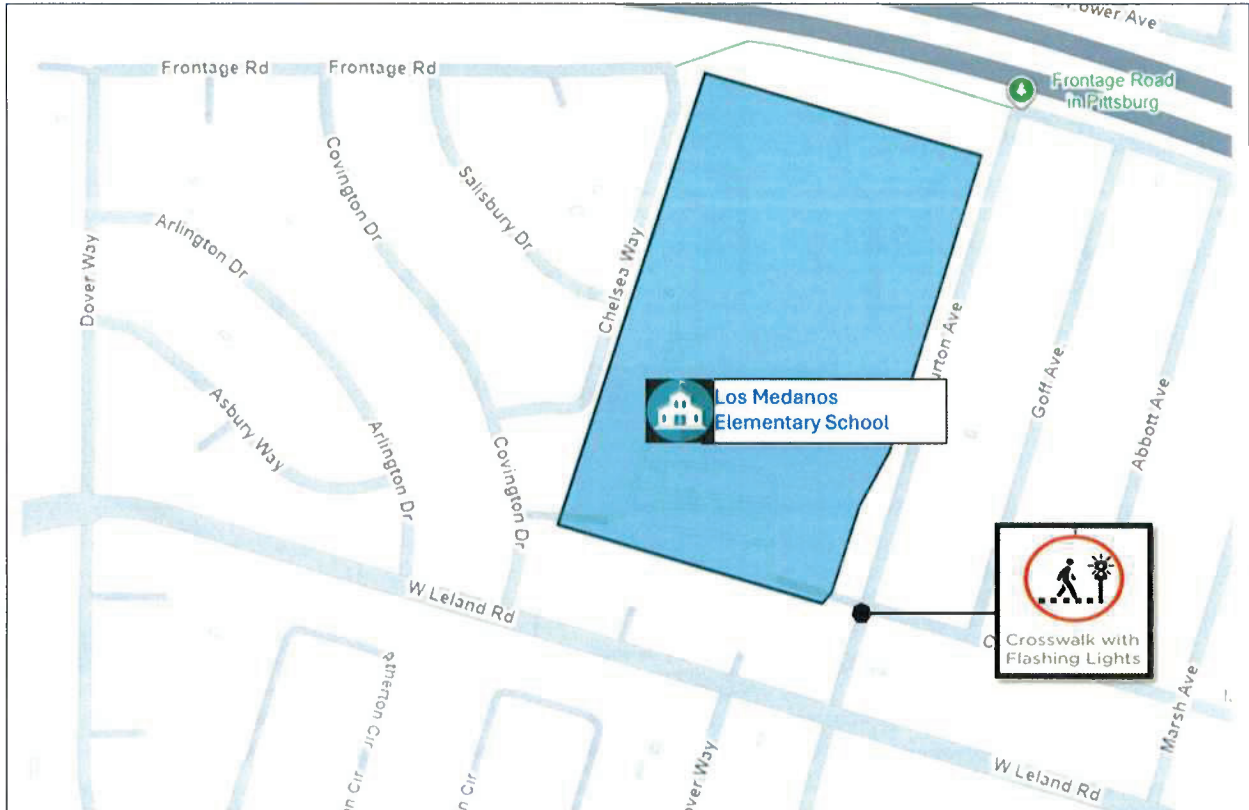 Frontage Rd
Frontage Rd
Frontage Road
in Pittsburg
Covington Dr
Salisbury Dr
Arlington Dr
Dover Way
Chelsea Way
Los Medanos
Elementary School
Goff Ave
Abbott Ave
Asbury Way
Arlington Dr
Covington Dr
W Leland Rd
Crosswalk with
Flashing Lights
Marsh Ave
W Leland Rd